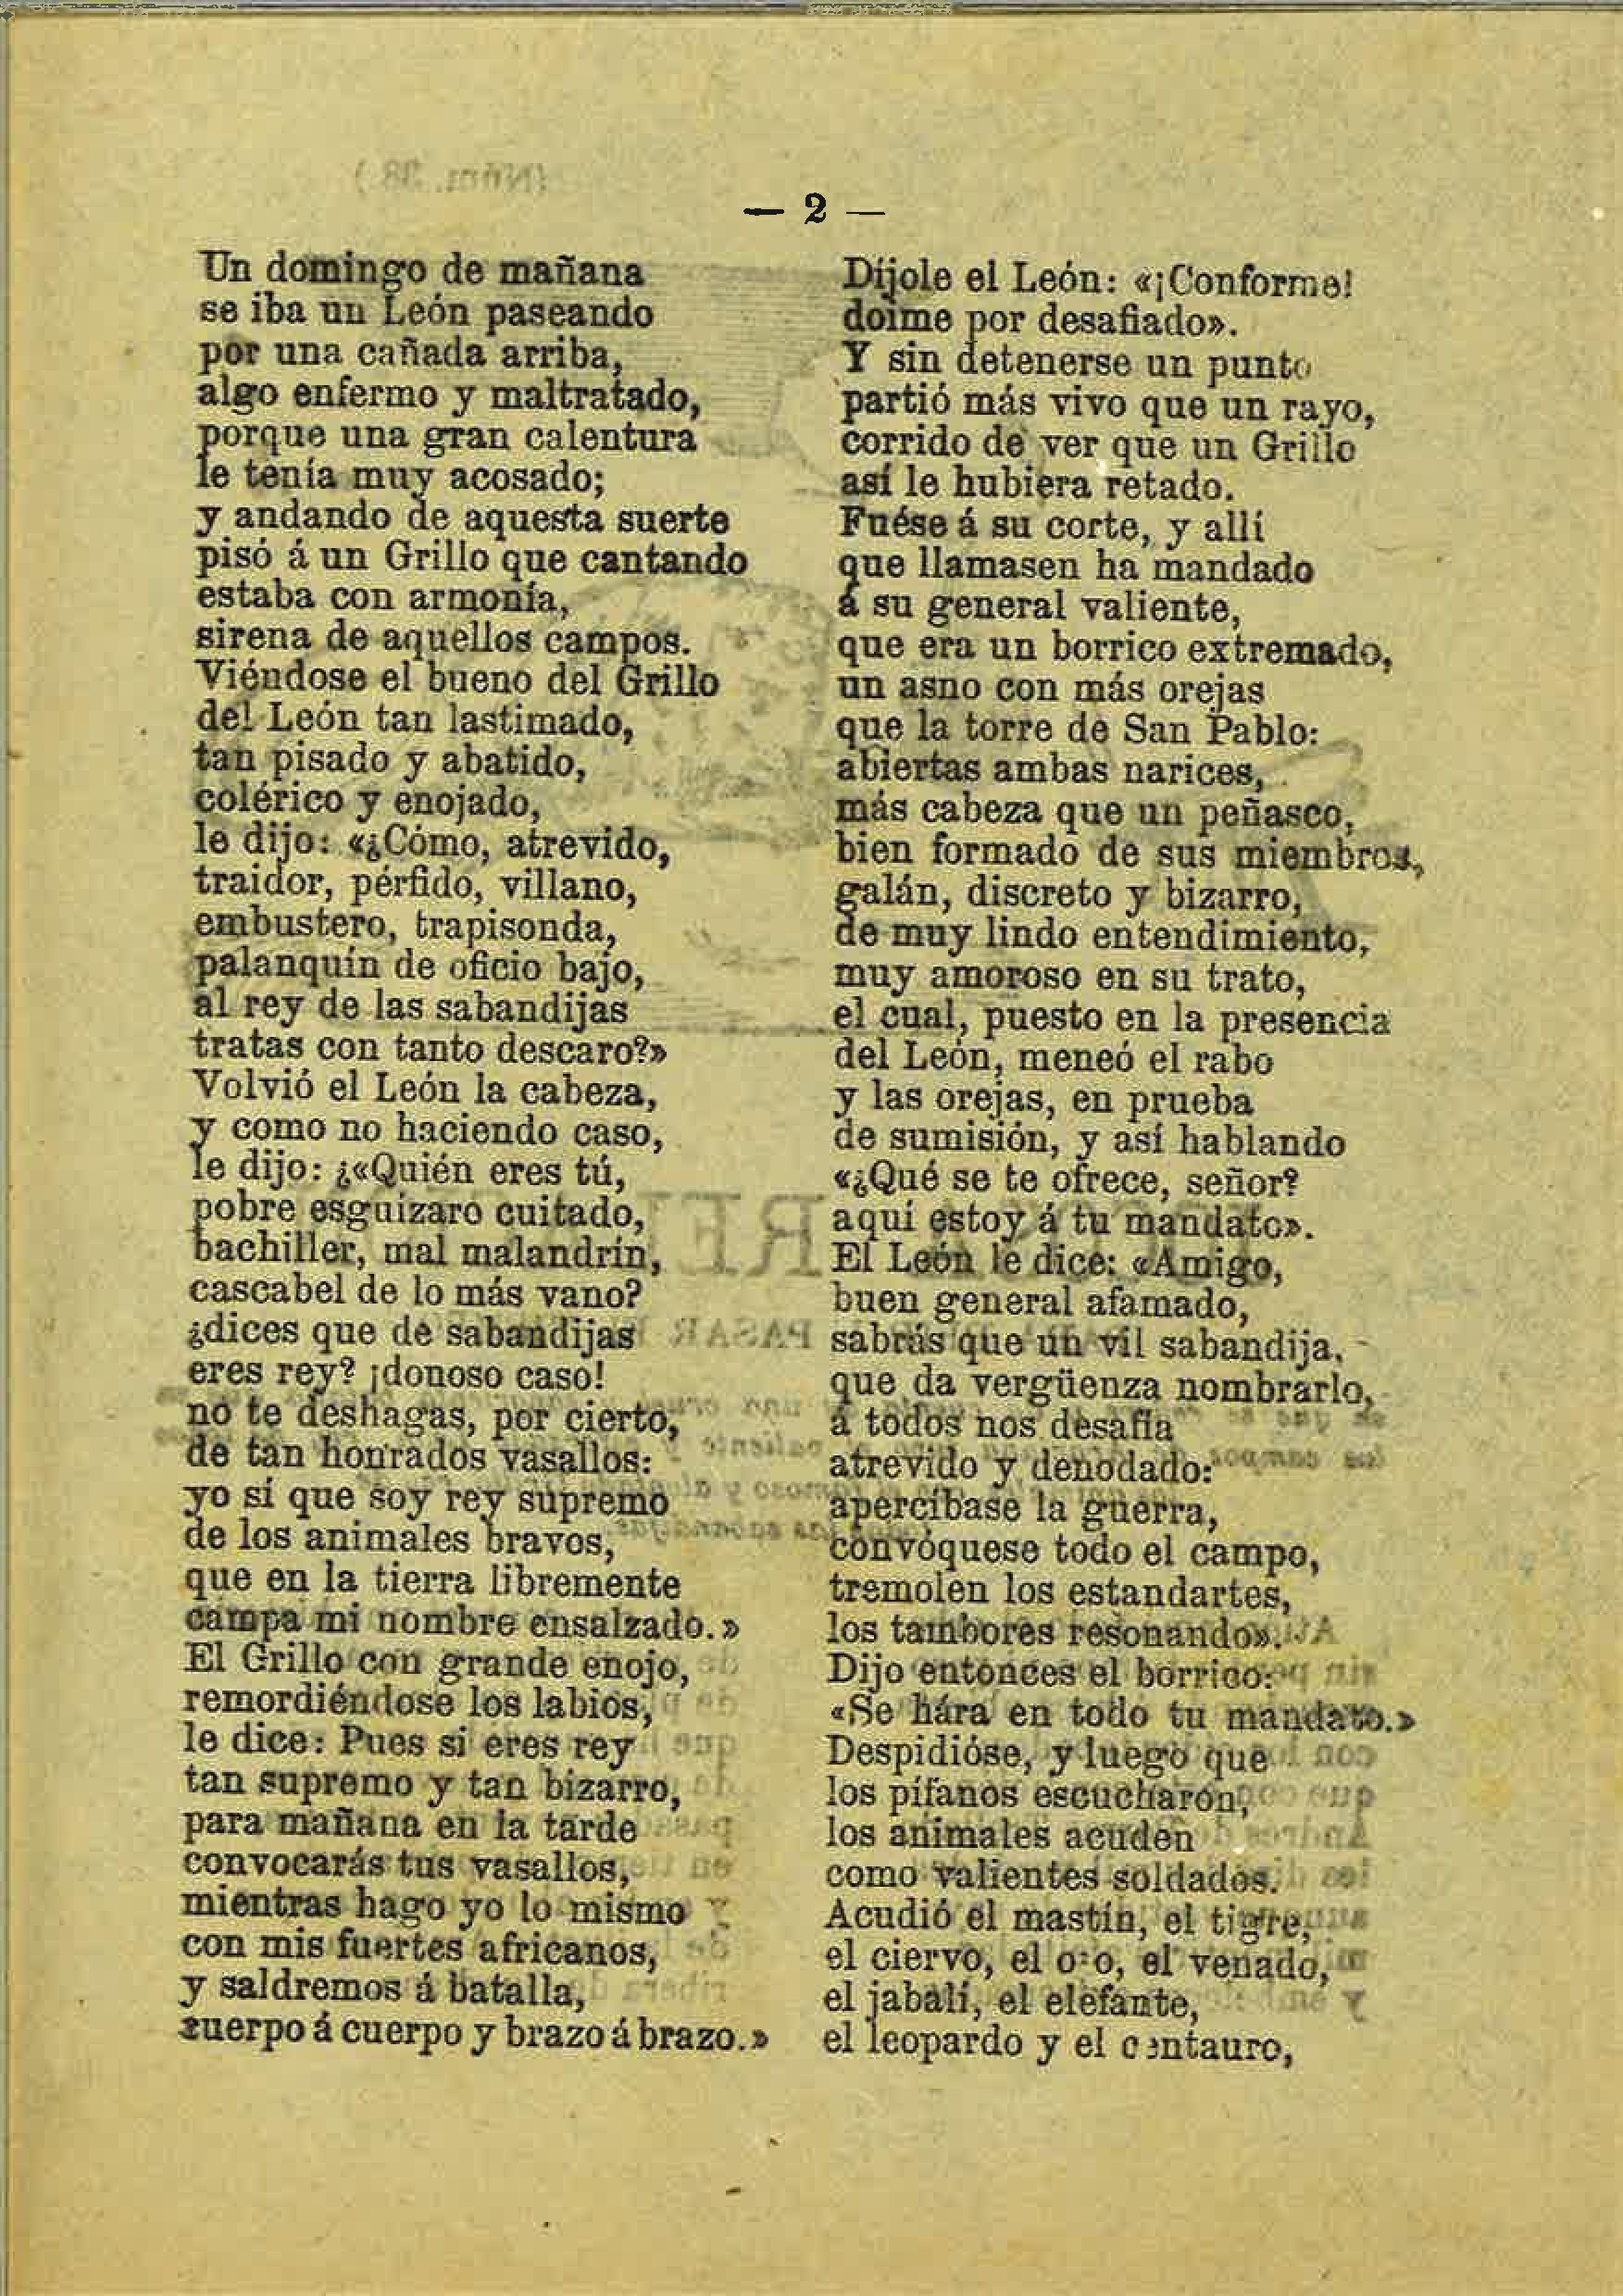 — 2 —
Un domingo de mañana
se iba un León paseando
por una cañada arriba,
algo enfermo y maltratado,
porque una gran calentura
le tenía muy acosado;
y andando de aquesta suerte
pisó á un Grillo que cantando
estaba con armonía,
sirena de aquellos campos.
Viéndose el bueno del Grillo
del León tan lastimado,
tan pisado y abatido,
colérico y enojado,
le dijo: «¿Cómo, atrevido,
traidor, pérfido, villano,
embustero, trapisonda,
palanquín de oficio bajo,
al rey de las sabandijas
tratas con tanto descaro?»
Volvió el León la cabeza,
y como no haciendo caso,
le dijo: ¿«Quién eres tú,
pobre esguízaro cuitado,
bachiller, mal malandrín,
cascabel de lo más vano?
¿dices que de sabandijas
eres rey? ¡donoso caso!
no te deshagas, por cierto,
de tan honrados vasallos:
yo sí que soy rey supremo
de los animales bravos,
que en la tierra libremente
campa mi nombre ensalzado.»
El Grillo con grande enojo,
remordiéndose los labios,
le dice: Pues si eres rey
tan supremo y tan bizarro,
para mañana en la tarde
convocarás tus vasallos,
mientras hago yo lo mismo
con mis fuertes africanos,
y saldremos á batalla,
cuerpo á cuerpo y brazo á brazo.»
Díjole el León: «¡Conforme!
doime por desafiado».
Y sin detenerse un punto
partió más vivo que un rayo,
corrido de ver que un Grillo
así le hubiera retado.
Fuése á su corte, y allí
que llamasen ha mandado
á su general valiente,
que era un borrico extremado,
un asno con más orejas
que la torre de San Pablo:
abiertas ambas narices,
más cabeza que un peñasco,
bien formado de sus miembros,
galán, discreto y bizarro,
de muy lindo entendimiento,
muy amoroso en su trato,
el cual, puesto en la presencia
del León, meneó el rabo
y las orejas, en prueba
de sumisión, y así hablando
«¿Qué se te ofrece, señor?
aquí estoy á tu mandato».
El León le dice: «Amigo,
buen general afamado,
sabrás que un vil sabandija,
que da vergüenza nombrarlo,
á todos nos desafía
atrevido y denodado:
apercíbase la guerra,
convóquese todo el campo,
tremolen los estandartes,
los tambores resonando».
Dijo entonces el borrico:
«Se hára en todo tu mandato.»
Despidióse, y luego que
los pífanos escucharon,
los animales acuden
como valientes soldados.
Acudió el mastín, el tigre,
el ciervo, el oso, el venado,
el jabalí, el elefante,
el leopardo y el centauro,